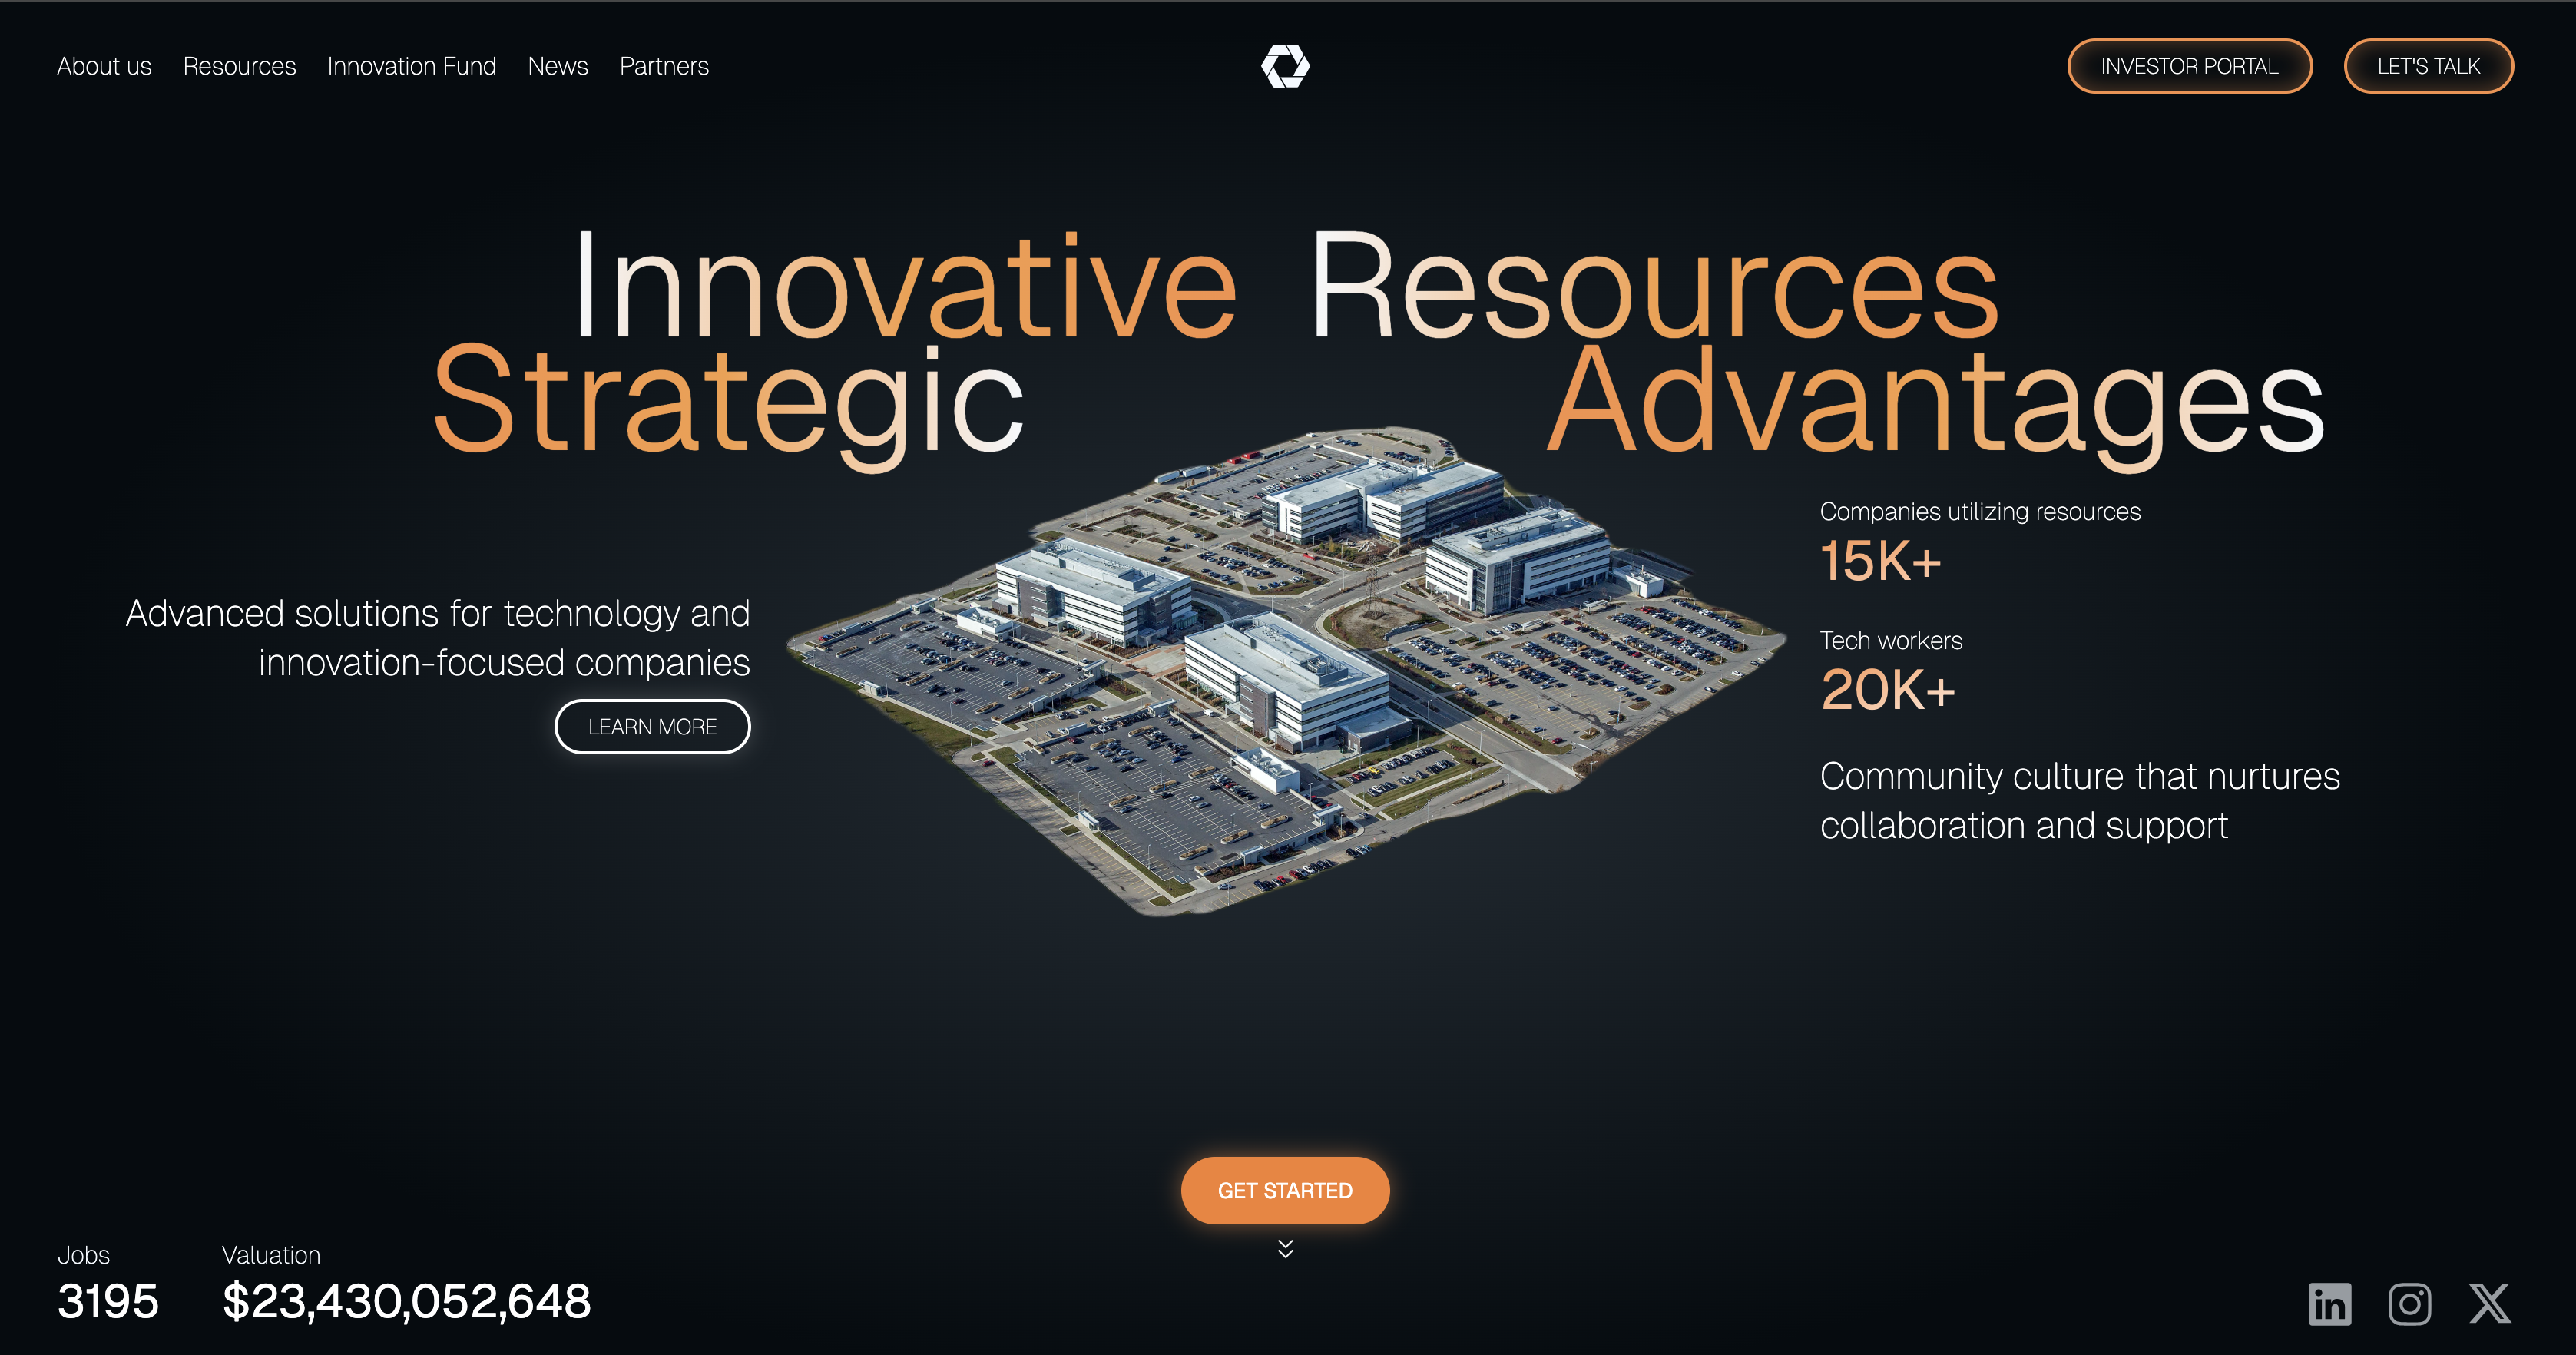 About us Resources Innovation Fund News Partners
INVESTOR PORTAL LET'S TALK
Innovative Resources
Strategic Advantages
Advanced solutions for technology and
innovation-focused companies
LEARN MORE
Companies utilizing resources
15K+
Tech workers
20K+
Community culture that nurtures
collaboration and support
GET STARTED
Jobs
3195
Valuation
$23,430,052,648
in